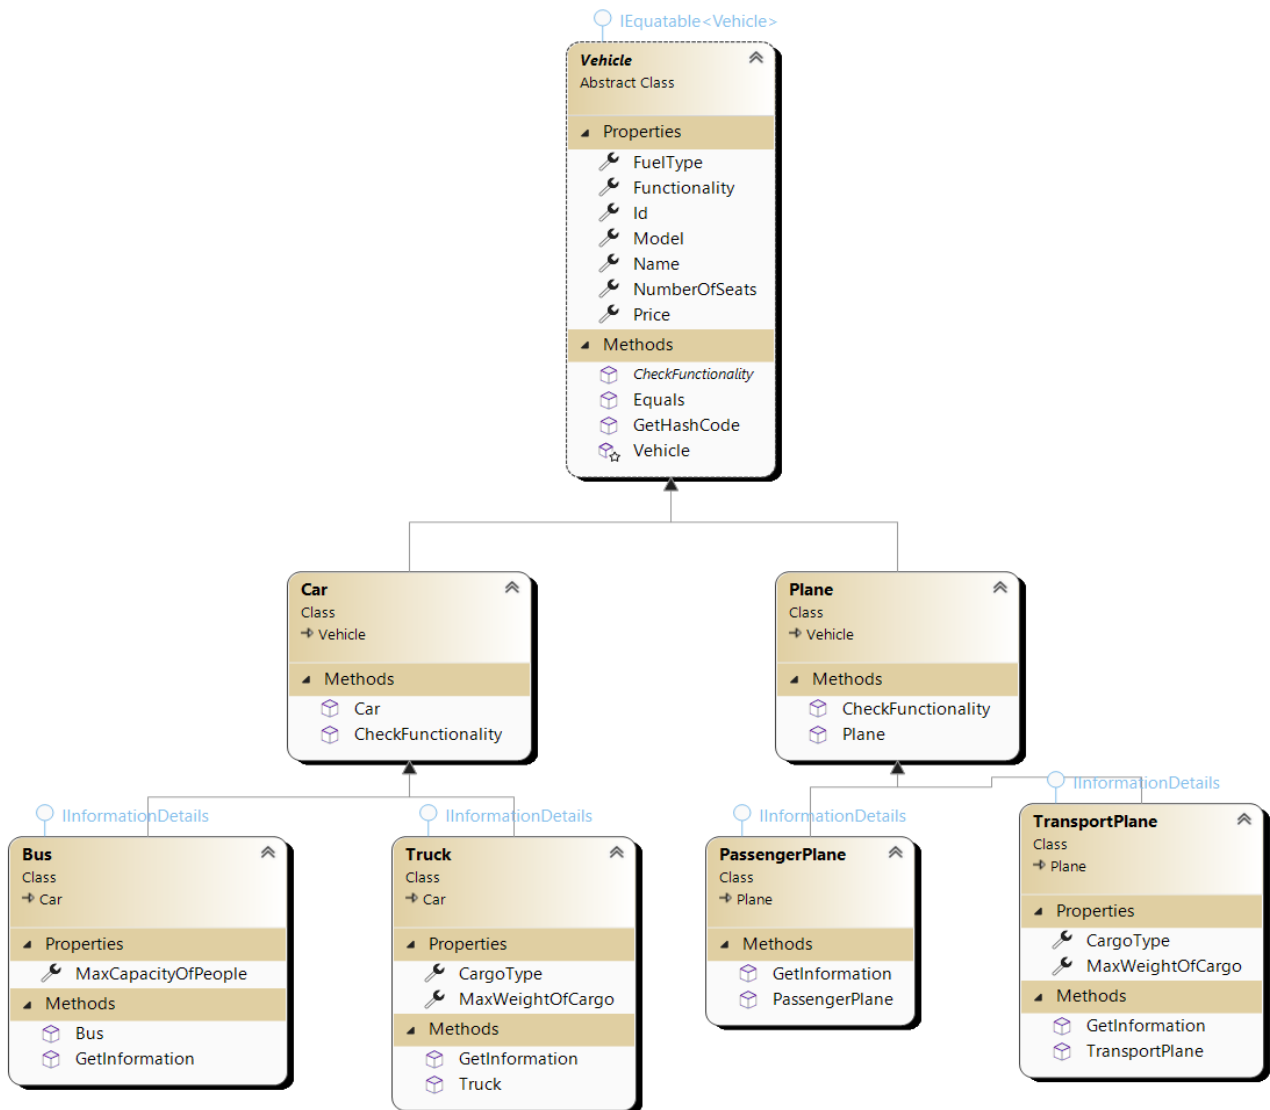 IEquatable<Vehicle>
Vehicle
Abstract Class
Properties
FuelType
Functionality
Id
Model
Name
NumberOfSeats
Price
Methods
CheckFunctionality
Equals
GetHashCode
Vehicle
Car
Class
Vehicle
Methods
Car
CheckFunctionality
Plane
Class
Vehicle
Methods
CheckFunctionality
Plane
IInformationDetails
Bus
Class
Car
Properties
MaxCapacityOfPeople
Methods
Bus
GetInformation
IInformationDetails
Truck
Class
Car
Properties
CargoType
MaxWeightOfCargo
Methods
GetInformation
Truck
IInformationDetails
PassengerPlane
Class
Plane
Methods
GetInformation
PassengerPlane
IInformationDetails
TransportPlane
Class
Plane
Properties
CargoType
MaxWeightOfCargo
Methods
GetInformation
TransportPlane